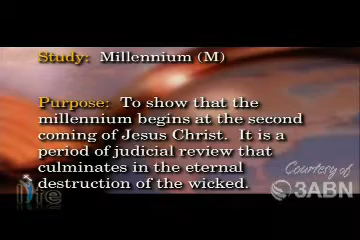 Study: Millennium (M)
Purpose: To show that the
millennium begins at the second
coming of Jesus Christ. It is a
period of judicial review that
culminates in the eternal
destruction of the wicked.
Courtesy of
3ABN